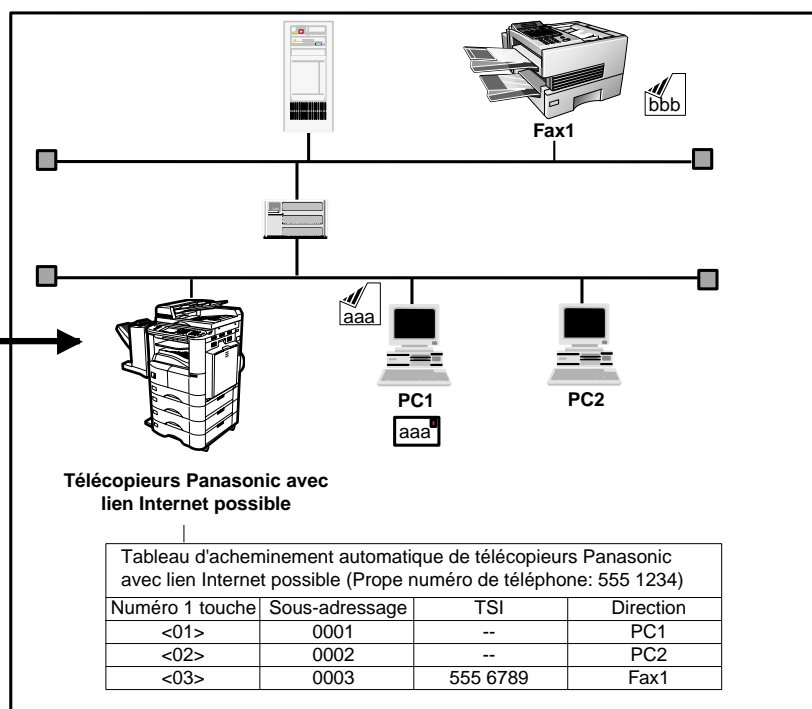 bbb
Fax1
aaa
PC1
PC2
aaa
Télécopieurs Panasonic avec
lien Internet possible
Tableau d'acheminement automatique de télécopieurs Panasonic
avec lien Internet possible (Prope numéro de téléphone: 555 1234)
Numéro 1 touche Sous-adressage TSI Direction
<01> 0001 -- PC1
<02> 0002 -- PC2
<03> 0003 555 6789 Fax1